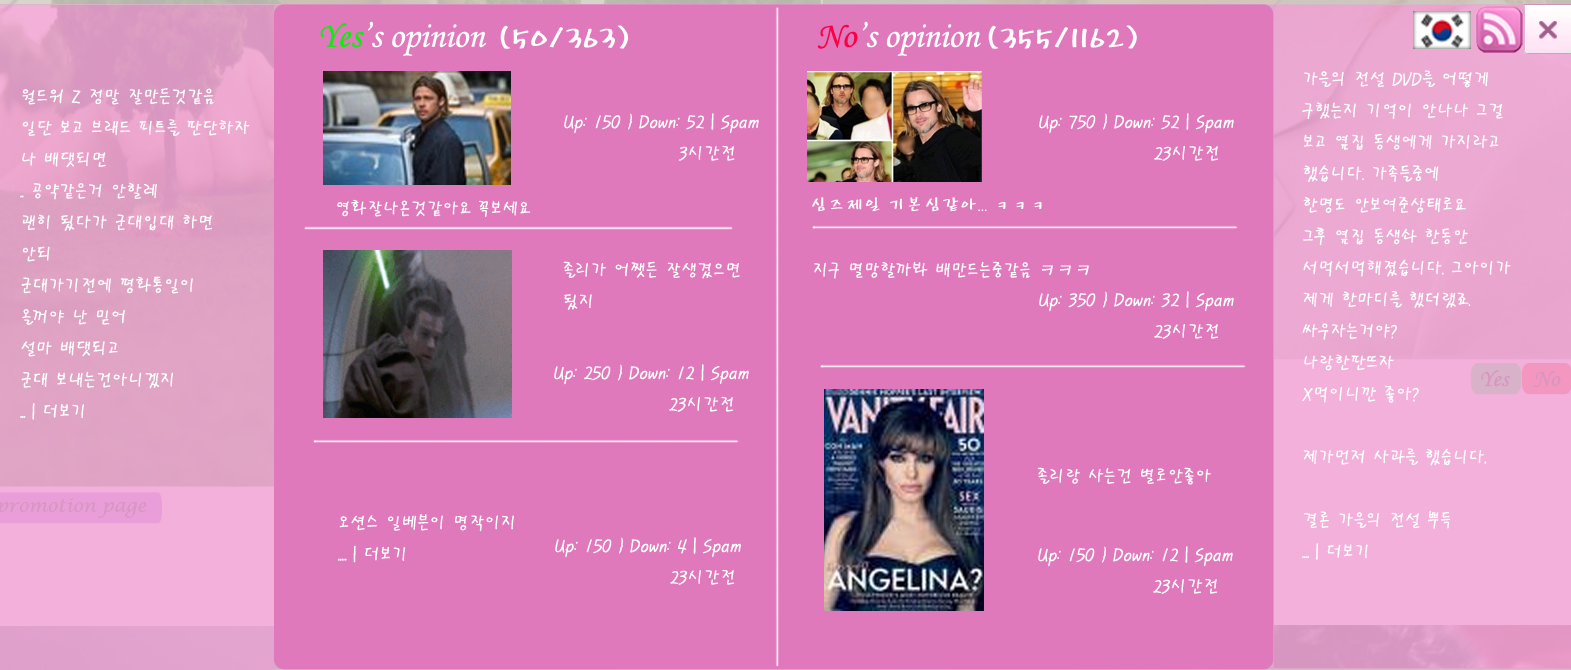 Yes's opinion (50/363)
Up: 150 ) Down: 52 | Spam
3시간전
영화잘나온것같아요 꼭보세요
졸리가 어쨋든 잘생겼으면
됬지
Up: 250 ) Down: 12 | Spam
23시간전
오션스 일베븐이 명작이지
... | 더보기
Up: 150 ) Down: 4 | Spam
23시간전
No's opinion (355/1162)
Up: 750 ) Down: 52 | Spam
23시간전
심즈제일 기본심같아... ㅋㅋㅋ
지구 멸망할까봐 배만드는중같음 ㅋㅋㅋ
Up: 350 ) Down: 32 | Spam
23시간전
VANITY FAIR
50
SEX
ANGELINA?
졸리랑 사는건 별로안좋아
Up: 150 ) Down: 12 | Spam
23시간전
월드워 Z 정말 잘만든것같음
일단 보고 브래드 피트를 판단하자
나 배댓되면
. 공약같은거 안할레
괜히 됬다가 군대입대 하면
안되
군대가기전에 평화통일이
올꺼야 난 믿어
설마 배댓되고
군대 보내는건아니겠지
... | 더보기
promotion page
가을의 전설 DVD를 어떻게
구했는지 기억이 안나나 그걸
보고 옆집 동생에게 가지라고
했습니다. 가족들중에
한명도 안보여준상태로요
그후 옆집 동생솨 한동안
서먹서먹해졌습니다. 그아이가
제게 한마디를 했더랬죠.
싸우자는거야?
나랑한판뜨자
X먹이니깐 좋아?
제가먼저 사과를 했습니다.
결론 가을의 전설 뿌듯
... | 더보기
Yes No